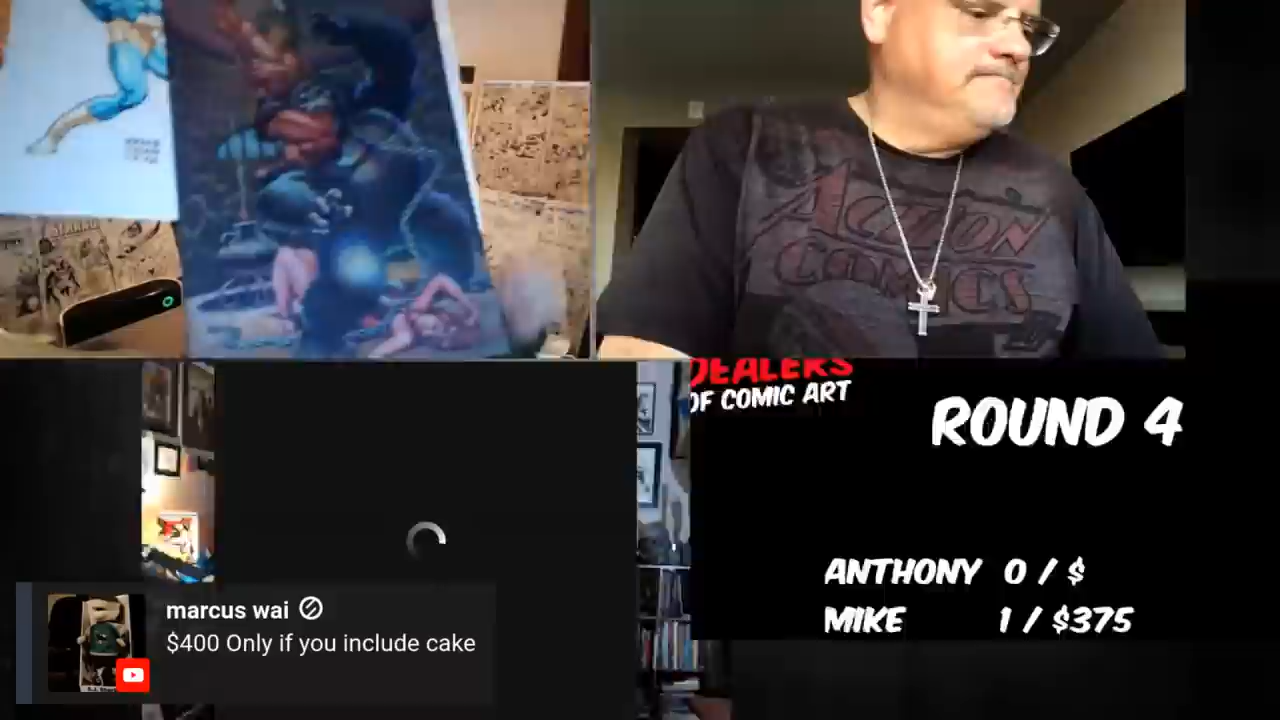 ACTION
COMICS
DEALERS
OF COMIC ART
ROUND 4
ANTHONY 0 / $
MIKE 1 / $375
marcus wai
$400 Only if you include cake